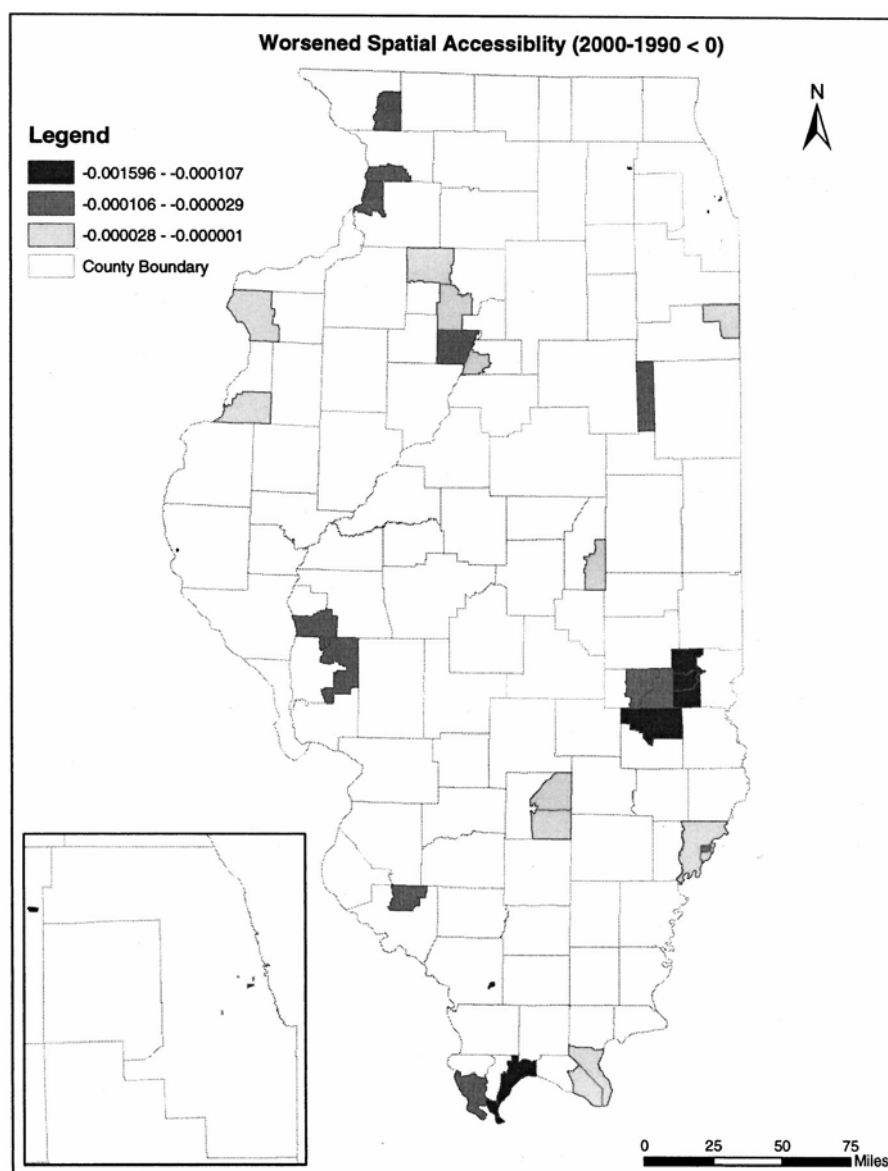 Worsened Spatial Accessiblity (2000-1990 < 0)
N
Legend
-0.001596 - -0.000107
-0.000106 - -0.000029
-0.000028 - -0.000001
County Boundary
0 25 50 75
Miles